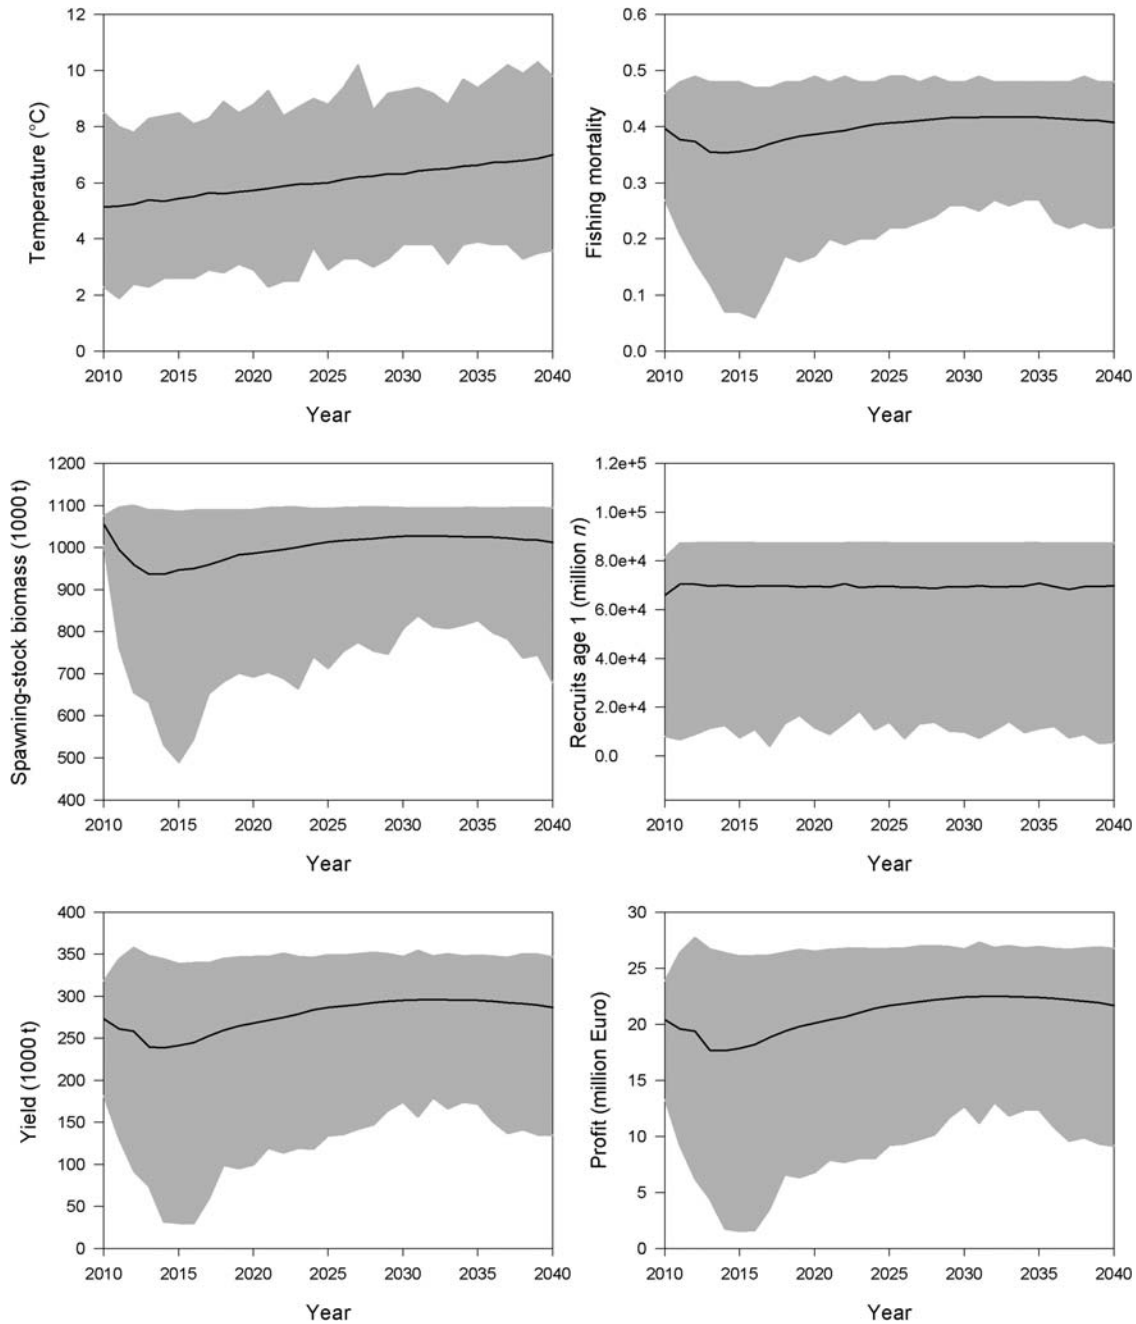 12
10
8
6
4
2
0
Temperature (°C)
2010 2015 2020 2025 2030 2035 2040
Year
0.6
0.5
0.4
0.3
0.2
0.1
0.0
Fishing mortality
2010 2015 2020 2025 2030 2035 2040
Year
1200
1100
1000
900
800
700
600
500
400
Spawning-stock biomass (1000 t)
2010 2015 2020 2025 2030 2035 2040
Year
1.2e+5
1.0e+5
8.0e+4
6.0e+4
4.0e+4
2.0e+4
0.0
Recruits age 1 (million n)
2010 2015 2020 2025 2030 2035 2040
Year
400
350
300
250
200
150
100
50
0
Yield (1000 t)
2010 2015 2020 2025 2030 2035 2040
Year
30
25
20
15
10
5
0
Profit (million Euro)
2010 2015 2020 2025 2030 2035 2040
Year